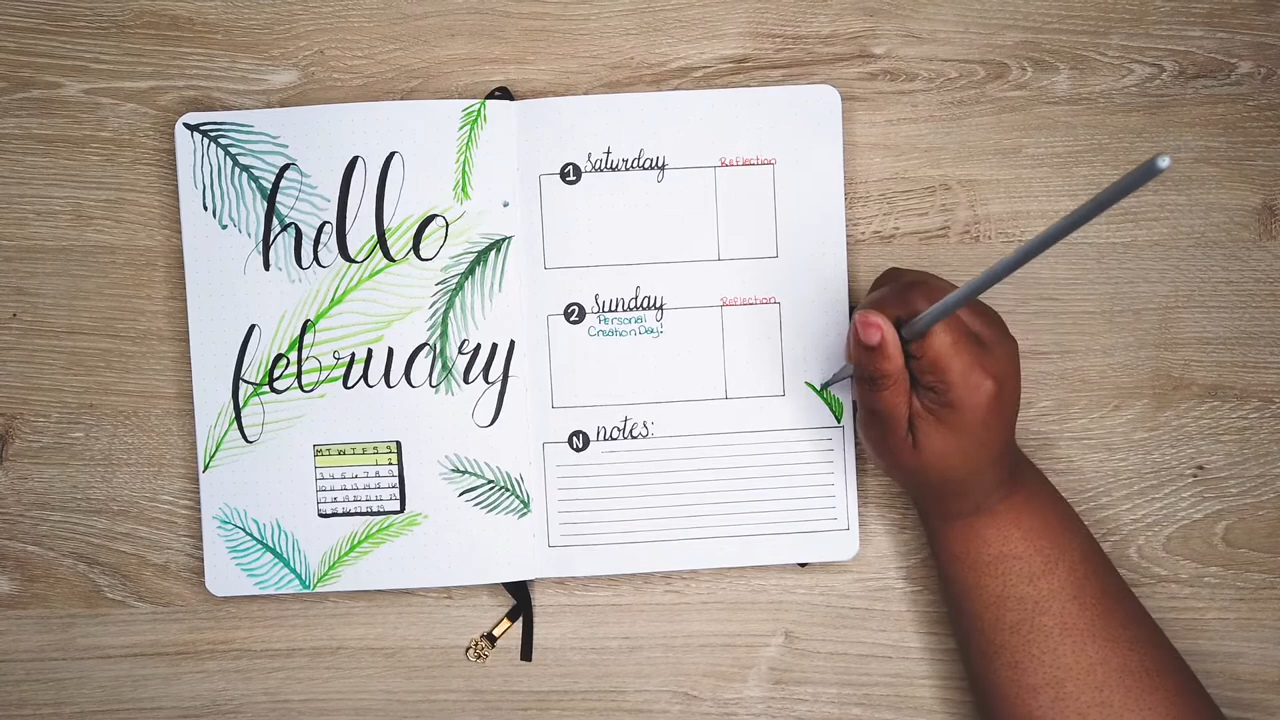 hello
february
M T W T F S S
1 2
3 4 5 6 7 8 9
10 11 12 13 14 15 16
17 18 19 20 21 22 23
24 25 26 27 28 29
1 saturday
Reflection
2 Sunday
Reflection
Personal
Creation Day!
N notes: